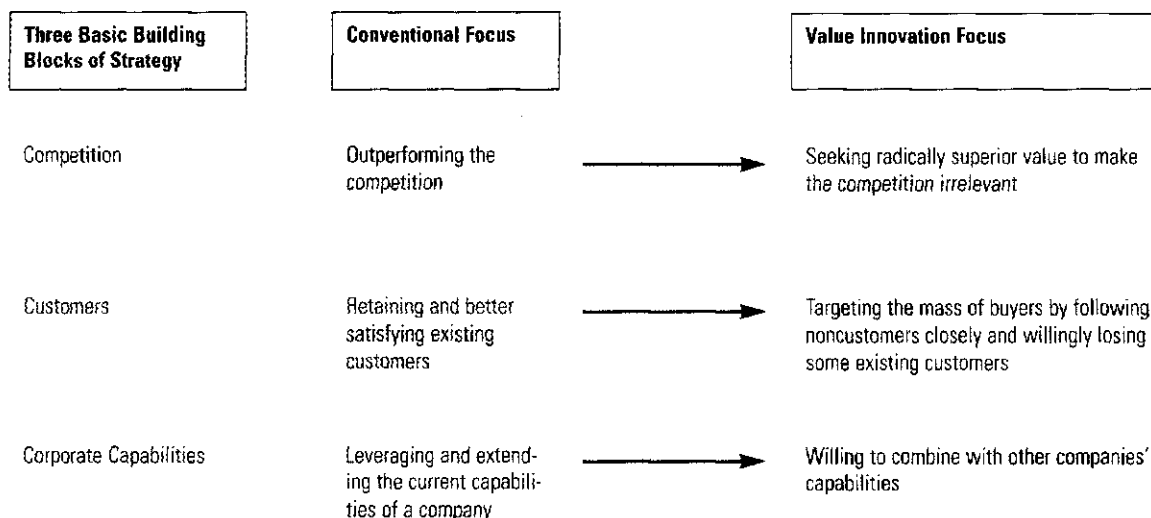 Three Basic Building
Blocks of Strategy
Conventional Focus
Value Innovation Focus
Competition
Outperforming the
competition
Seeking radically superior value to make
the competition irrelevant
Customers
Retaining and better
satisfying existing
customers
Targeting the mass of buyers by following
noncustomers closely and willingly losing
some existing customers
Corporate Capabilities
Leveraging and extend-
ing the current capabili-
ties of a company
Willing to combine with other companies'
capabilities